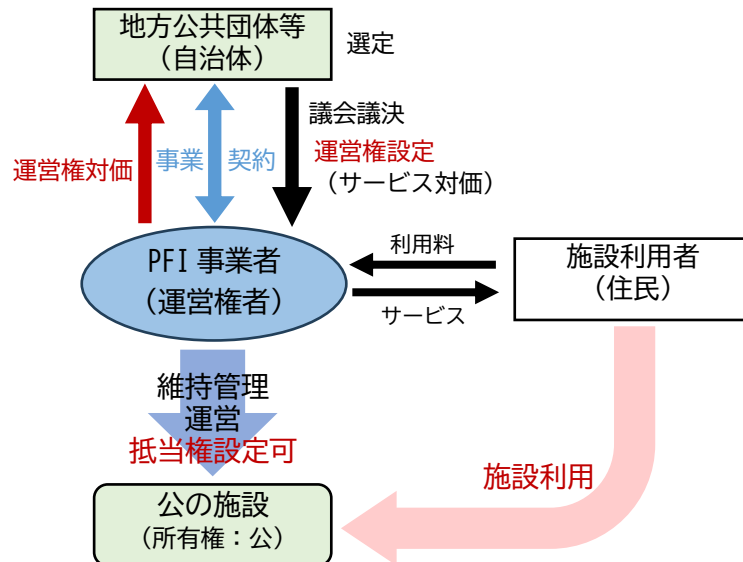 地方公共団体等
（自治体）
選定
議会議決
運営権対価
事業
契約
運営権設定
（サービス対価）
PFI 事業者
（運営権者）
利用料
サービス
施設利用者
（住民）
維持管理
運営
抵当権設定可
施設利用
公の施設
（所有権：公）